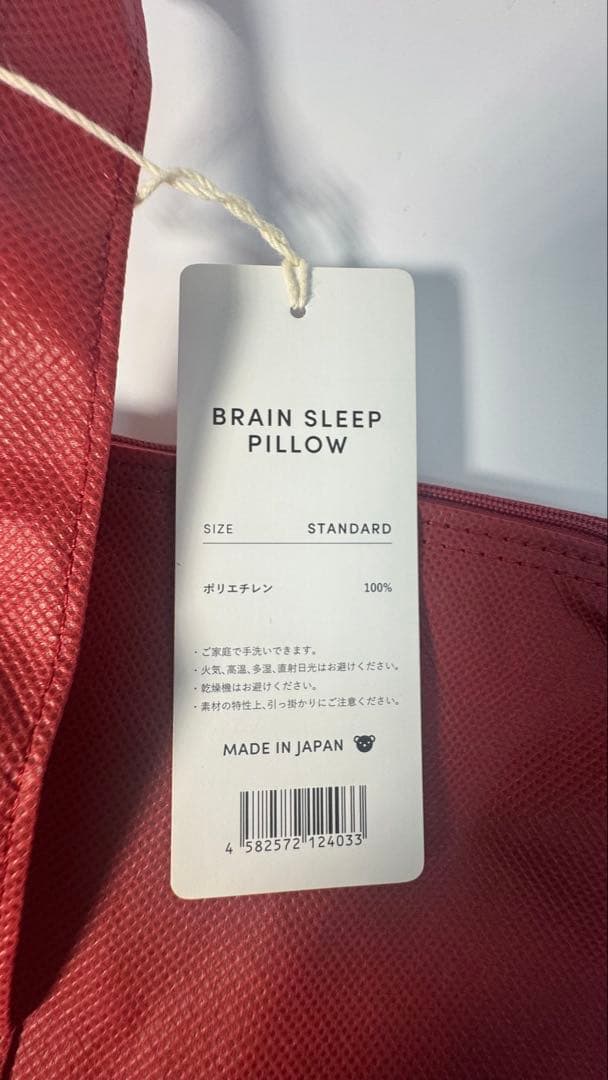 BRAIN SLEEP
PILLOW
SIZE STANDARD
ポリエチレン 100%
・ご家庭で手洗いできます。
・火気、高温、多湿、直射日光はお避けください。
・乾燥機はお避けください。
・素材の特性上、引っ掛かりにご注意ください。
MADE IN JAPAN
4 582572 124033